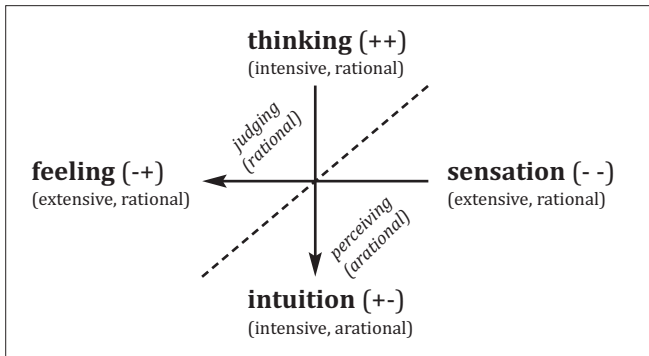 thinking (++)
(intensive, rational)
judging
(rational)
feeling (-+)
(extensive, rational)
sensation (- -)
(extensive, rational)
perceiving
(arational)
intuition (+-)
(intensive, arational)